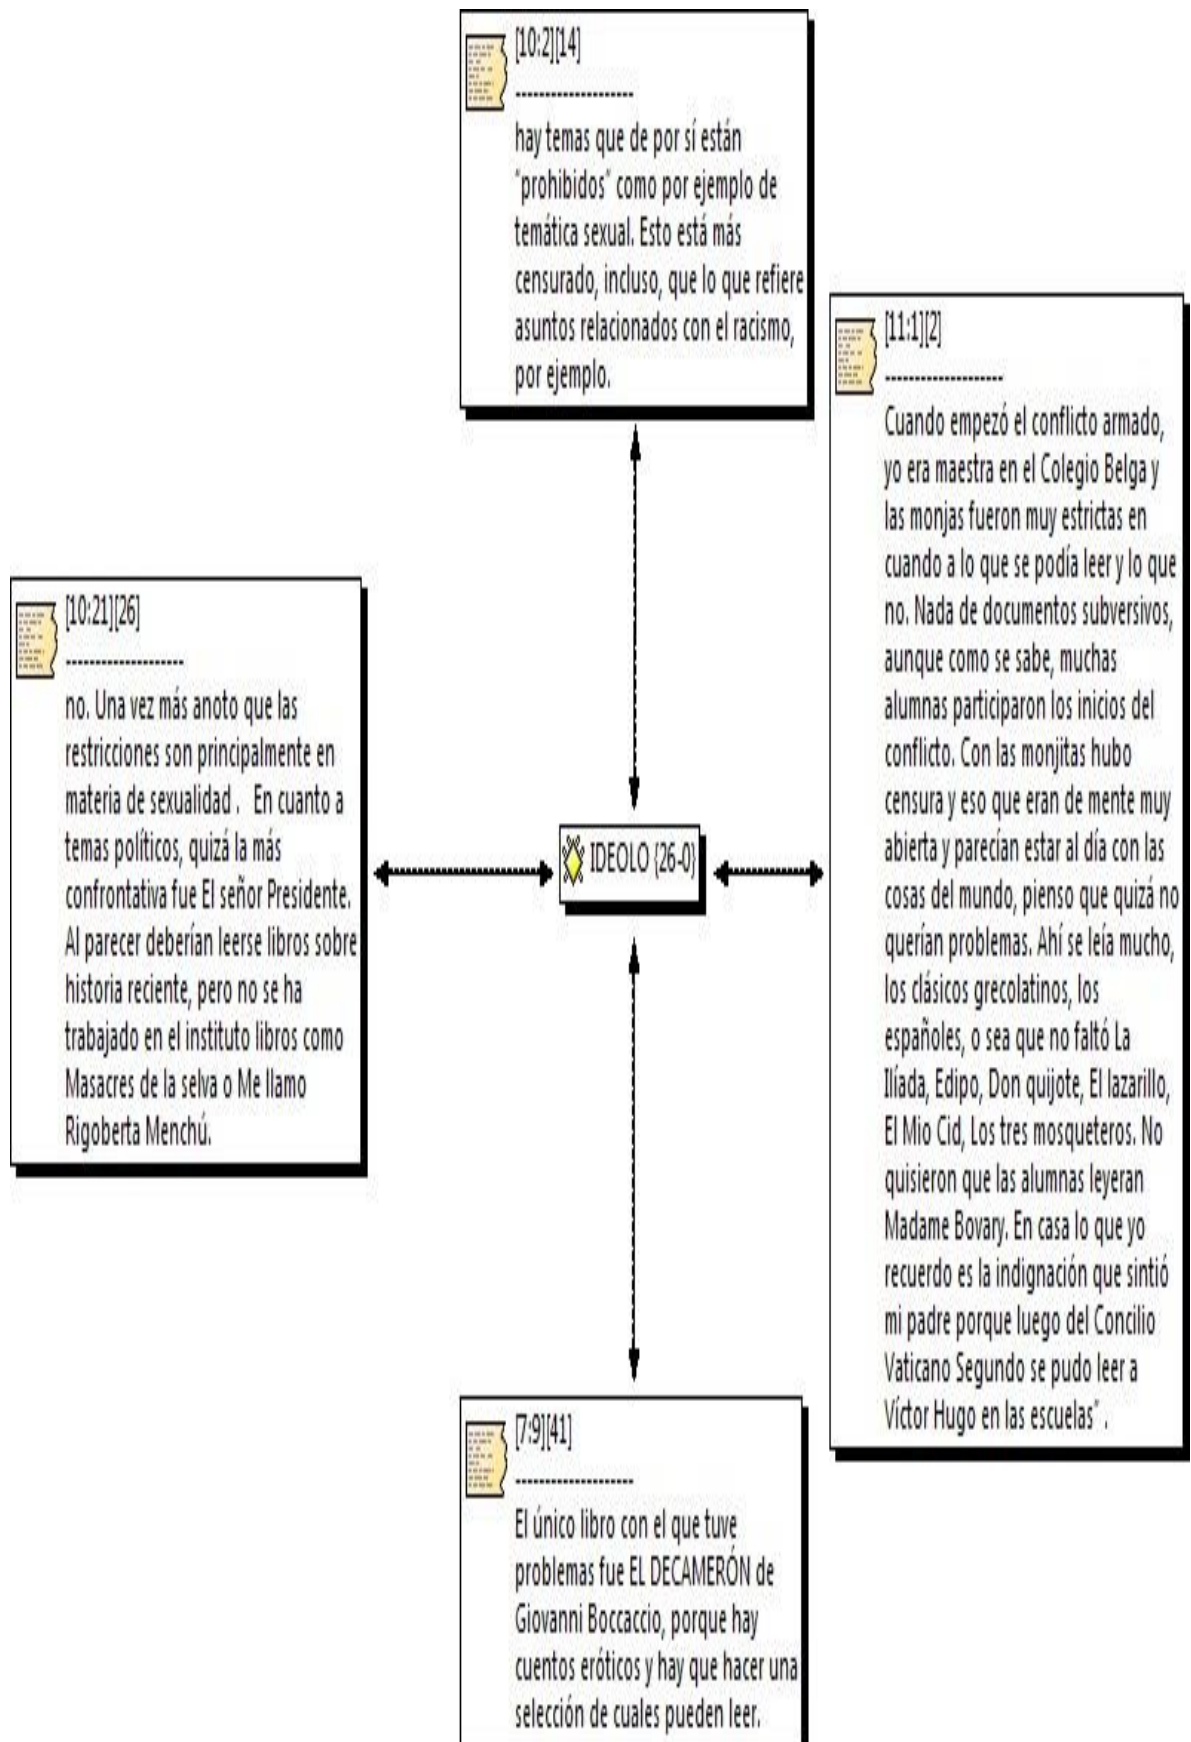 [10:2][14]
--------------------
hay temas que de por sí están
"prohibidos" como por ejemplo de
temática sexual. Esto está más
censurado, incluso, que lo que refiere
asuntos relacionados con el racismo,
por ejemplo.
[10:21][26]
--------------------
no. Una vez más anoto que las
restricciones son principalmente en
materia de sexualidad . En cuanto a
temas políticos, quizá la más
confrontativa fue El señor Presidente.
Al parecer deberían leerse libros sobre
historia reciente, pero no se ha
trabajado en el instituto libros como
Masacres de la selva o Me llamo
Rigoberta Menchú.
IDEOLO {26-0}
[11:1][2]
--------------------
Cuando empezó el conflicto armado,
yo era maestra en el Colegio Belga y
las monjas fueron muy estrictas en
cuanto a lo que se podía leer y lo que
no. Nada de documentos subversivos,
aunque como se sabe, muchas
alumnas participaron los inicios del
conflicto. Con las monjitas hubo
censura y eso que eran de mente muy
abierta y parecían estar al día con las
cosas del mundo, pienso que quizá no
querían problemas. Ahí se leía mucho,
los clásicos grecolatinos, los
españoles, o sea que no faltó La
Ilíada, Edipo, Don quijote, El lazarillo,
El Mio Cid, Los tres mosqueteros. No
quisieron que las alumnas leyeran
Madame Bovary. En casa lo que yo
recuerdo es la indignación que sintió
mi padre porque luego del Concilio
Vaticano Segundo se pudo leer a
Víctor Hugo en las escuelas" .
[7:9][41]
--------------------
El único libro con el que tuve
problemas fue EL DECAMERÓN de
Giovanni Boccaccio, porque hay
cuentos eróticos y hay que hacer una
selección de cuales pueden leer.